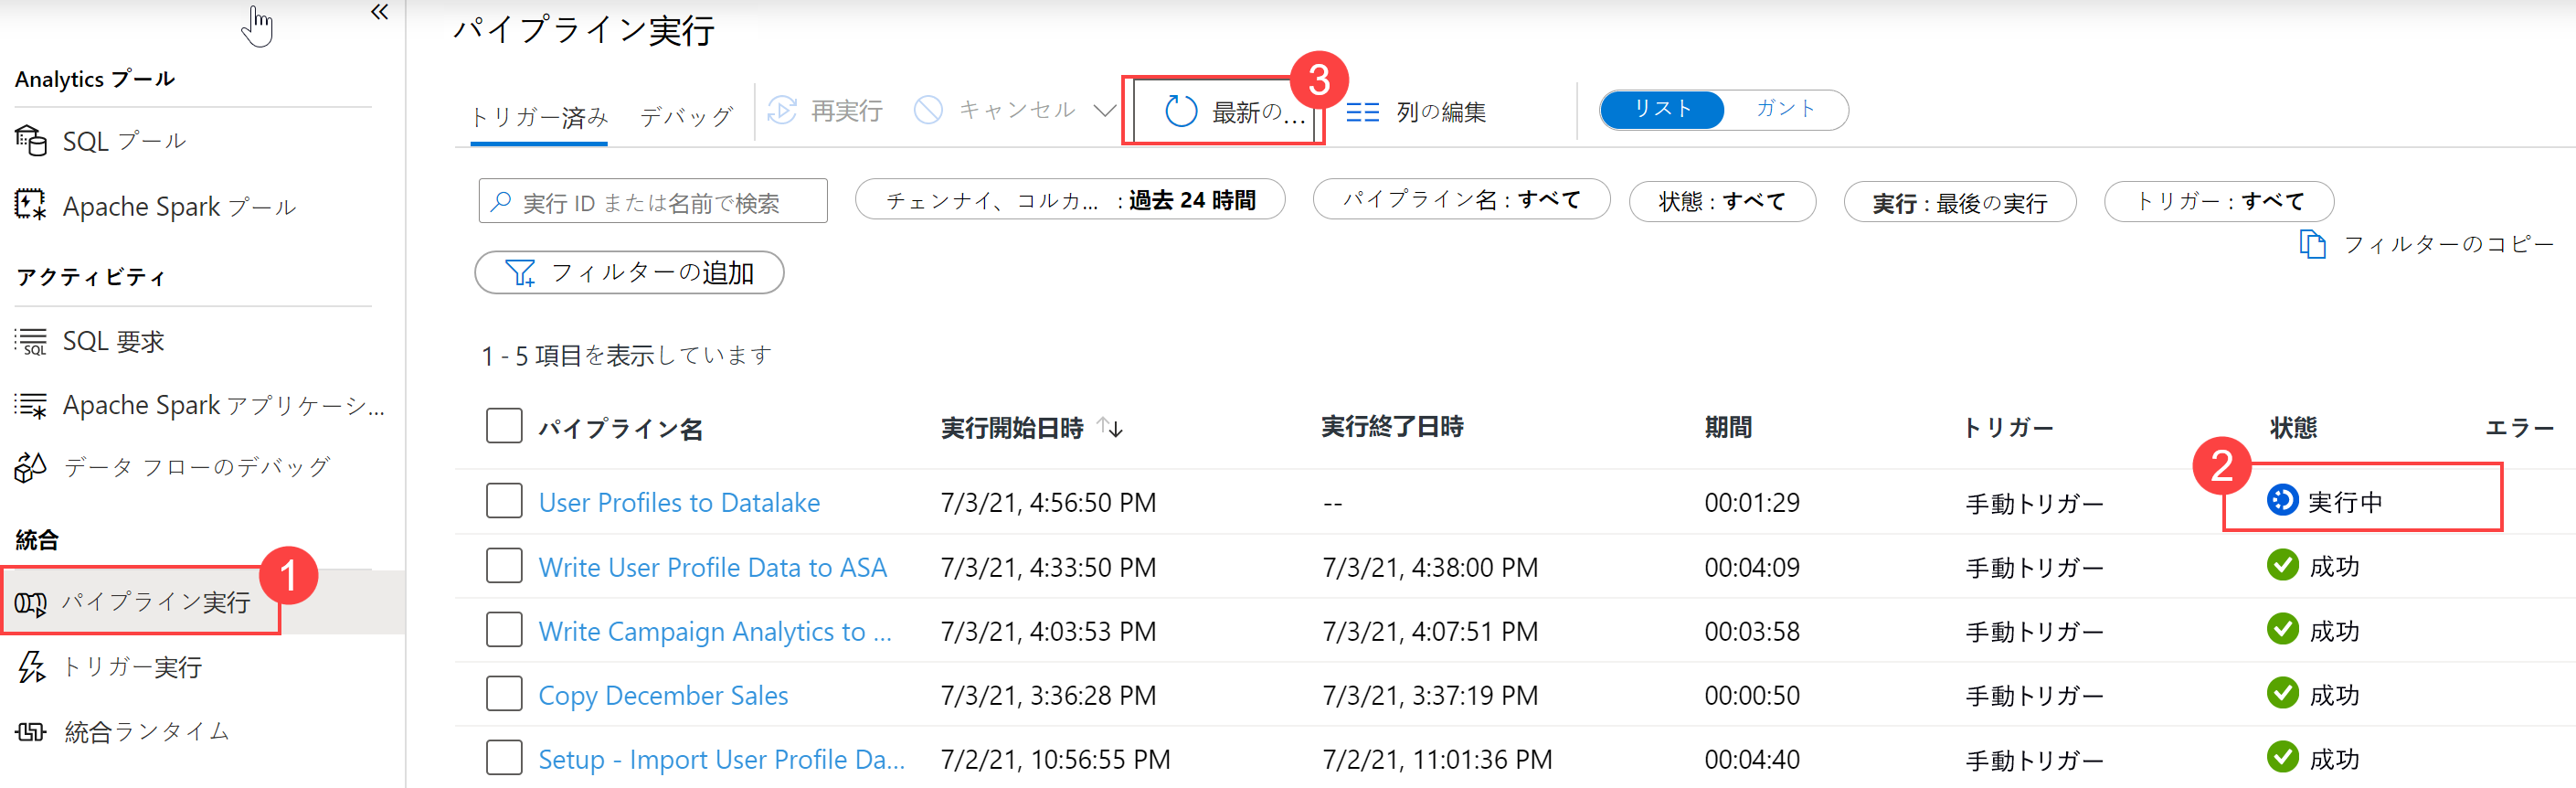 «
Analytics プール
SQL プール
Apache Spark プール
アクティビティ
SQL 要求
Apache Spark アプリケーシ...
データ フローのデバッグ
統合
1
パイプライン実行
トリガー実行
統合ランタイム
パイプライン実行
トリガー済み デバッグ 再実行 キャンセル 最新の... 3 列の編集 リスト ガント
実行 ID または名前で検索 チェンナイ、コルカ... : 過去 24 時間 パイプライン名 : すべて 状態 : すべて 実行 : 最後の実行 トリガー : すべて
フィルターのコピー
フィルターの追加
1 - 5 項目を表示しています
パイプライン名 実行開始日時 ↑↓ 実行終了日時 期間 トリガー 状態 エラー
2
User Profiles to Datalake 7/3/21, 4:56:50 PM -- 00:01:29 手動トリガー 実行中
Write User Profile Data to ASA 7/3/21, 4:33:50 PM 7/3/21, 4:38:00 PM 00:04:09 手動トリガー 成功
Write Campaign Analytics to ... 7/3/21, 4:03:53 PM 7/3/21, 4:07:51 PM 00:03:58 手動トリガー 成功
Copy December Sales 7/3/21, 3:36:28 PM 7/3/21, 3:37:19 PM 00:00:50 手動トリガー 成功
Setup - Import User Profile Da... 7/2/21, 10:56:55 PM 7/2/21, 11:01:36 PM 00:04:40 手動トリガー 成功